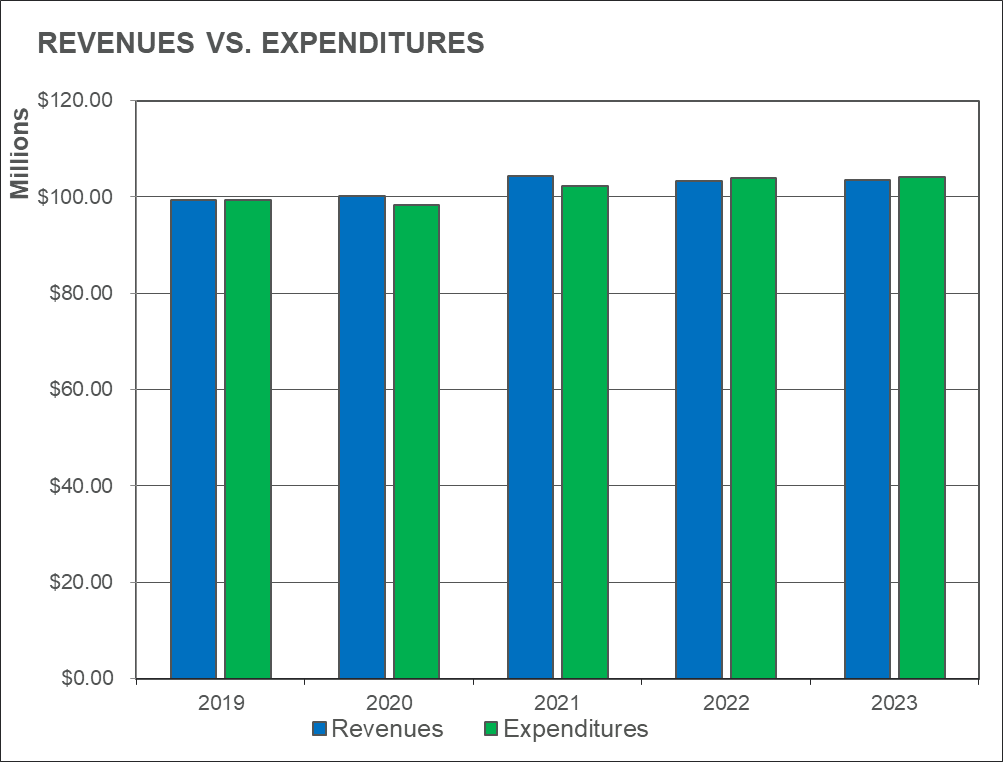 REVENUES VS. EXPENDITURES
Millions
$120.00
$100.00
$80.00
$60.00
$40.00
$20.00
$0.00
2019 2020 2021 2022 2023
Revenues Expenditures